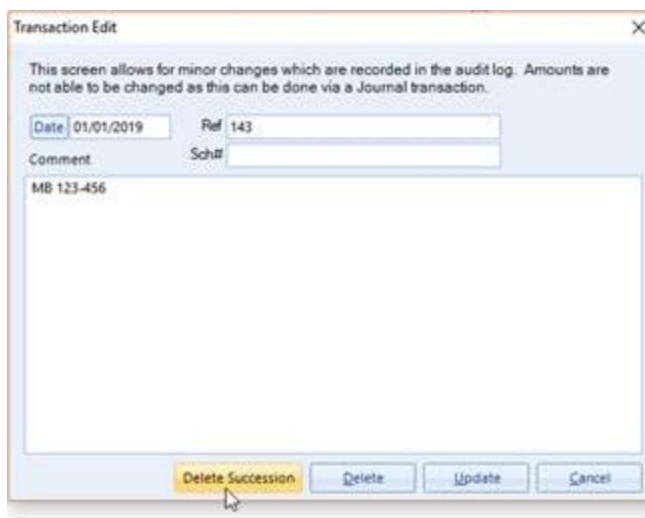 Transaction Edit
This screen allows for minor changes which are recorded in the audit log. Amounts are
not able to be changed as this can be done via a Journal transaction.
Date 01/01/2019 Ref 143
Comment Sch#
MB 123-456
Delete Succession Delete Update Cancel